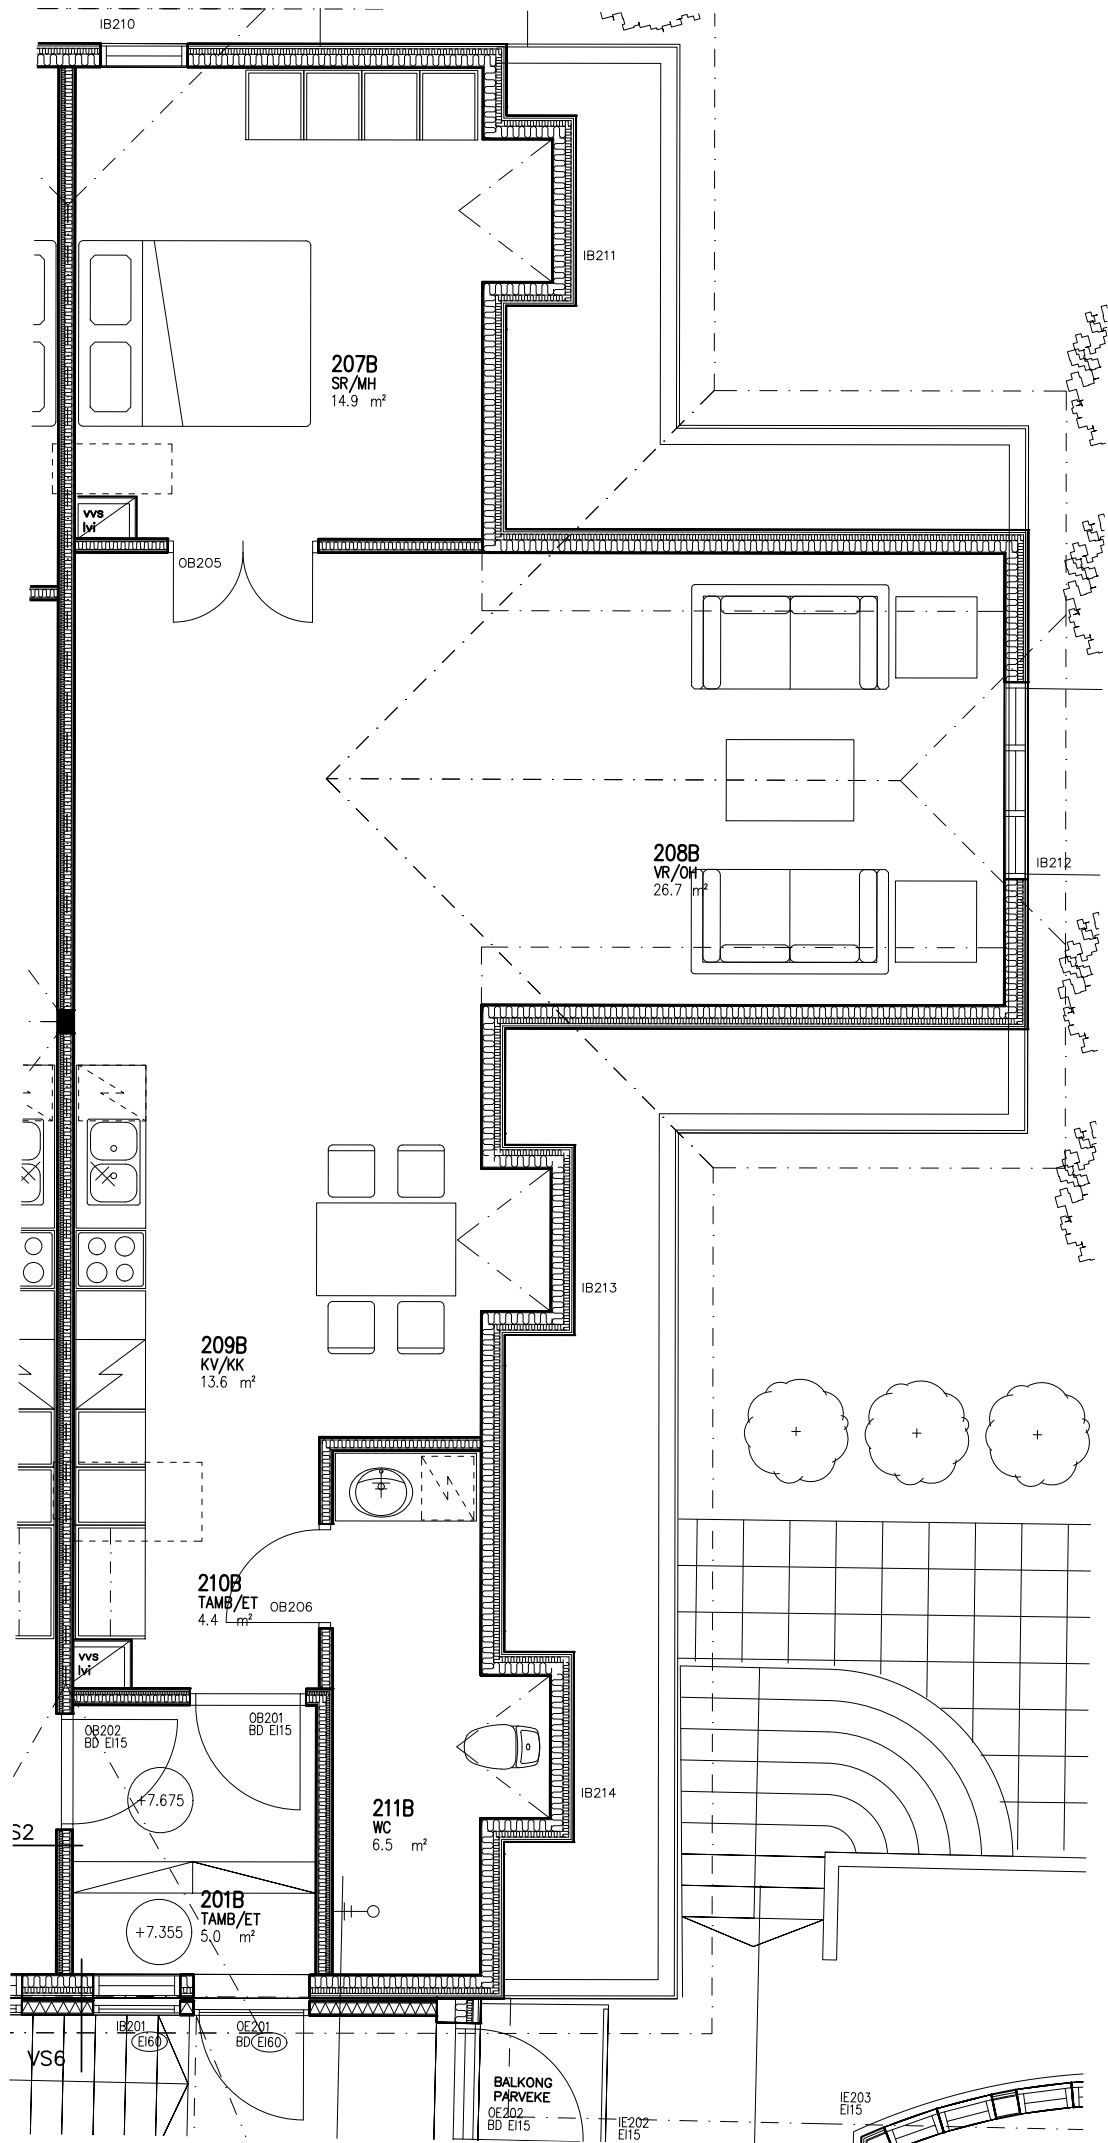 IB210
IB211
207B
SR/MH
14.9 m²
vvs
lvi
OB205
208B
VR/OH
26.7 m²
IB212
IB213
209B
KV/KK
13.6 m²
210B
TAMB/ET
4.4 m²
OB206
vvs
lvi
OB202
BD EI15
OB201
BD EI15
+7.675
S2
IB214
211B
WC
6.5 m²
201B
TAMB/ET
5.0 m²
+7.355
IB201
EI60
OE201
BD EI60
VS6
BALKONG
PARVEKE
OE202
BD EI15
IE202
EI15
IE203
EI15